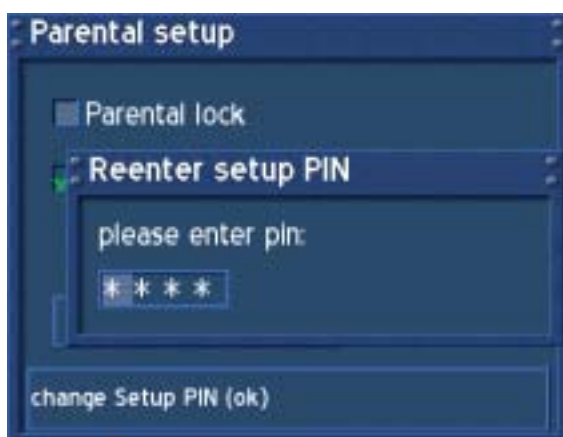 Parental setup
Parental lock
Reenter setup PIN
please enter pin:
* * * *
change Setup PIN (ok)